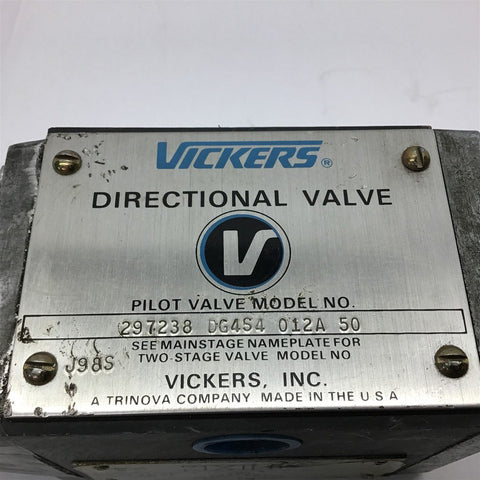 VICKERS®
DIRECTIONAL VALVE
V
PILOT VALVE MODEL NO.
297238 DG4S4 012A 50
SEE MAINSTAGE NAMEPLATE FOR
TWO-STAGE VALVE MODEL NO
J98S
VICKERS, INC.
A TRINOVA COMPANY MADE IN THE U S A